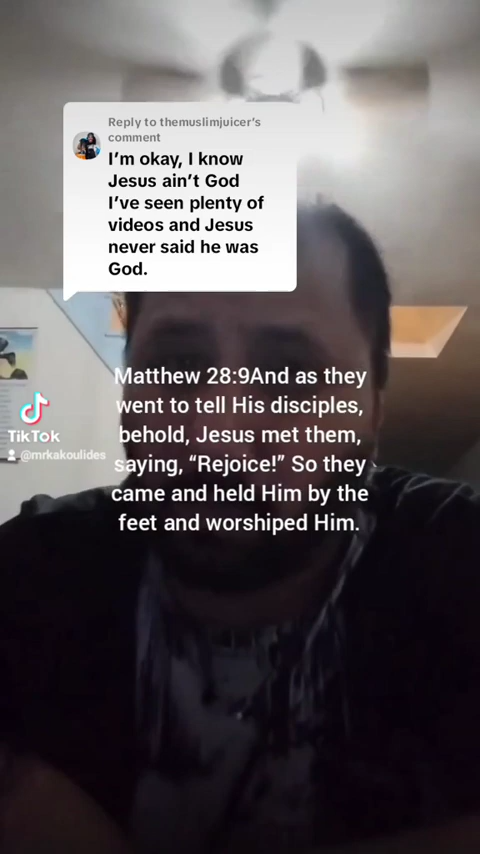 Reply to themuslimjuicer's
comment
I'm okay, I know
Jesus ain't God
I've seen plenty of
videos and Jesus
never said he was
God.
Matthew 28:9And as they
went to tell His disciples,
behold, Jesus met them,
saying, “Rejoice!” So they
came and held Him by the
feet and worshiped Him.
TikTok
@mrkakoulides